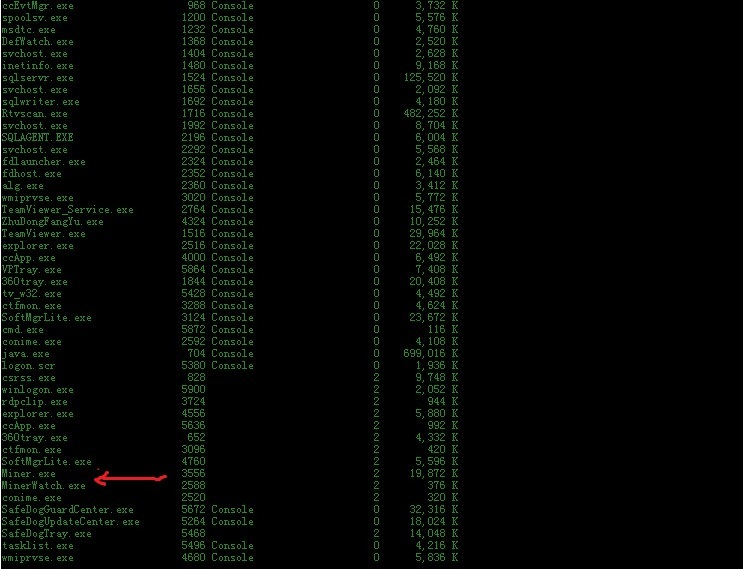 ccEvtMgr.exe 968 Console 0 3,732 K
spoolsv.exe 1200 Console 0 5,576 K
msdtc.exe 1232 Console 0 4,760 K
DefWatch.exe 1368 Console 0 2,520 K
svchost.exe 1404 Console 0 2,628 K
inetinfo.exe 1480 Console 0 9,168 K
sqlservr.exe 1524 Console 0 125,520 K
svchost.exe 1656 Console 0 2,092 K
sqlwriter.exe 1692 Console 0 4,180 K
Rtvscan.exe 1716 Console 0 482,252 K
svchost.exe 1992 Console 0 8,704 K
SQLAGENT.EXE 2196 Console 0 6,004 K
svchost.exe 2292 Console 0 5,568 K
fdlauncher.exe 2324 Console 0 2,464 K
fdhost.exe 2352 Console 0 6,140 K
alg.exe 2360 Console 0 3,412 K
wmiprvse.exe 3020 Console 0 5,772 K
TeamViewer_Service.exe 2764 Console 0 15,476 K
ZhuDongFangYu.exe 4324 Console 0 10,252 K
TeamViewer.exe 1516 Console 0 29,964 K
explorer.exe 2516 Console 0 22,028 K
ccApp.exe 4000 Console 0 6,492 K
VPTray.exe 5864 Console 0 7,408 K
360tray.exe 1844 Console 0 20,408 K
tv_w32.exe 5428 Console 0 4,492 K
ctfmon.exe 3288 Console 0 4,624 K
SoftMgrLite.exe 3124 Console 0 23,672 K
cmd.exe 5872 Console 0 116 K
conime.exe 2592 Console 0 4,108 K
java.exe 704 Console 0 699,016 K
logon.scr 5380 Console 0 1,936 K
csrss.exe 828 2 9,748 K
winlogon.exe 5900 2 2,052 K
rdpclip.exe 3724 2 944 K
explorer.exe 4556 2 5,880 K
ccApp.exe 5636 2 992 K
360tray.exe 652 2 4,332 K
ctfmon.exe 3096 2 420 K
SoftMgrLite.exe 4760 2 5,596 K
Miner.exe 3556 2 19,872 K
MinerWatch.exe 2588 2 376 K
conime.exe 2520 2 320 K
SafeDogGuardCenter.exe 5672 Console 0 32,316 K
SafeDogUpdateCenter.exe 5264 Console 0 18,024 K
SafeDogTray.exe 5468 2 14,048 K
tasklist.exe 5496 Console 0 4,216 K
wmiprvse.exe 4680 Console 0 5,836 K